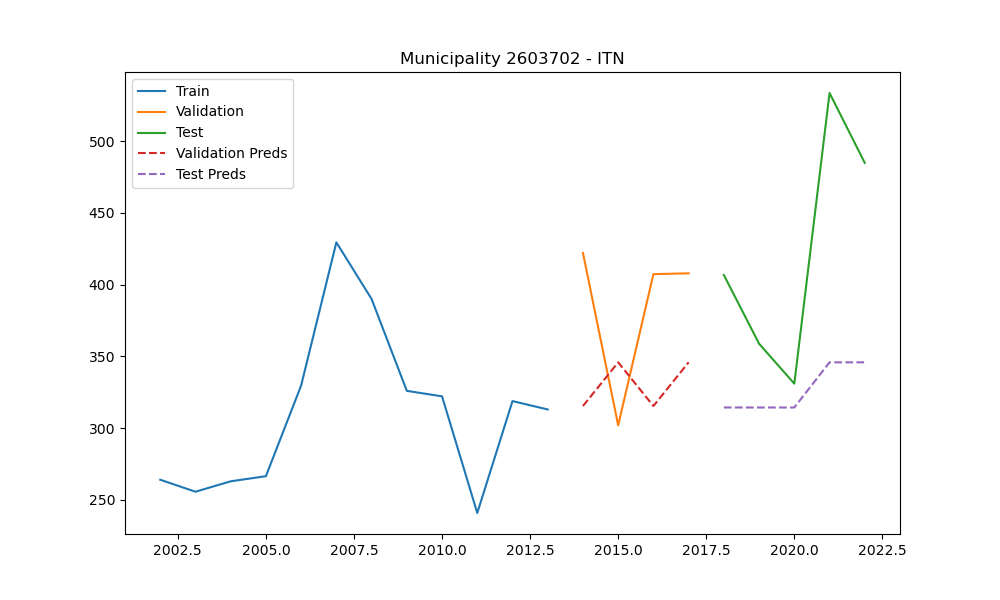 Municipality 2603702 - ITN
Train
Validation
Test
Validation Preds
Test Preds
500
450
400
350
300
250
2002.5 2005.0 2007.5 2010.0 2012.5 2015.0 2017.5 2020.0 2022.5